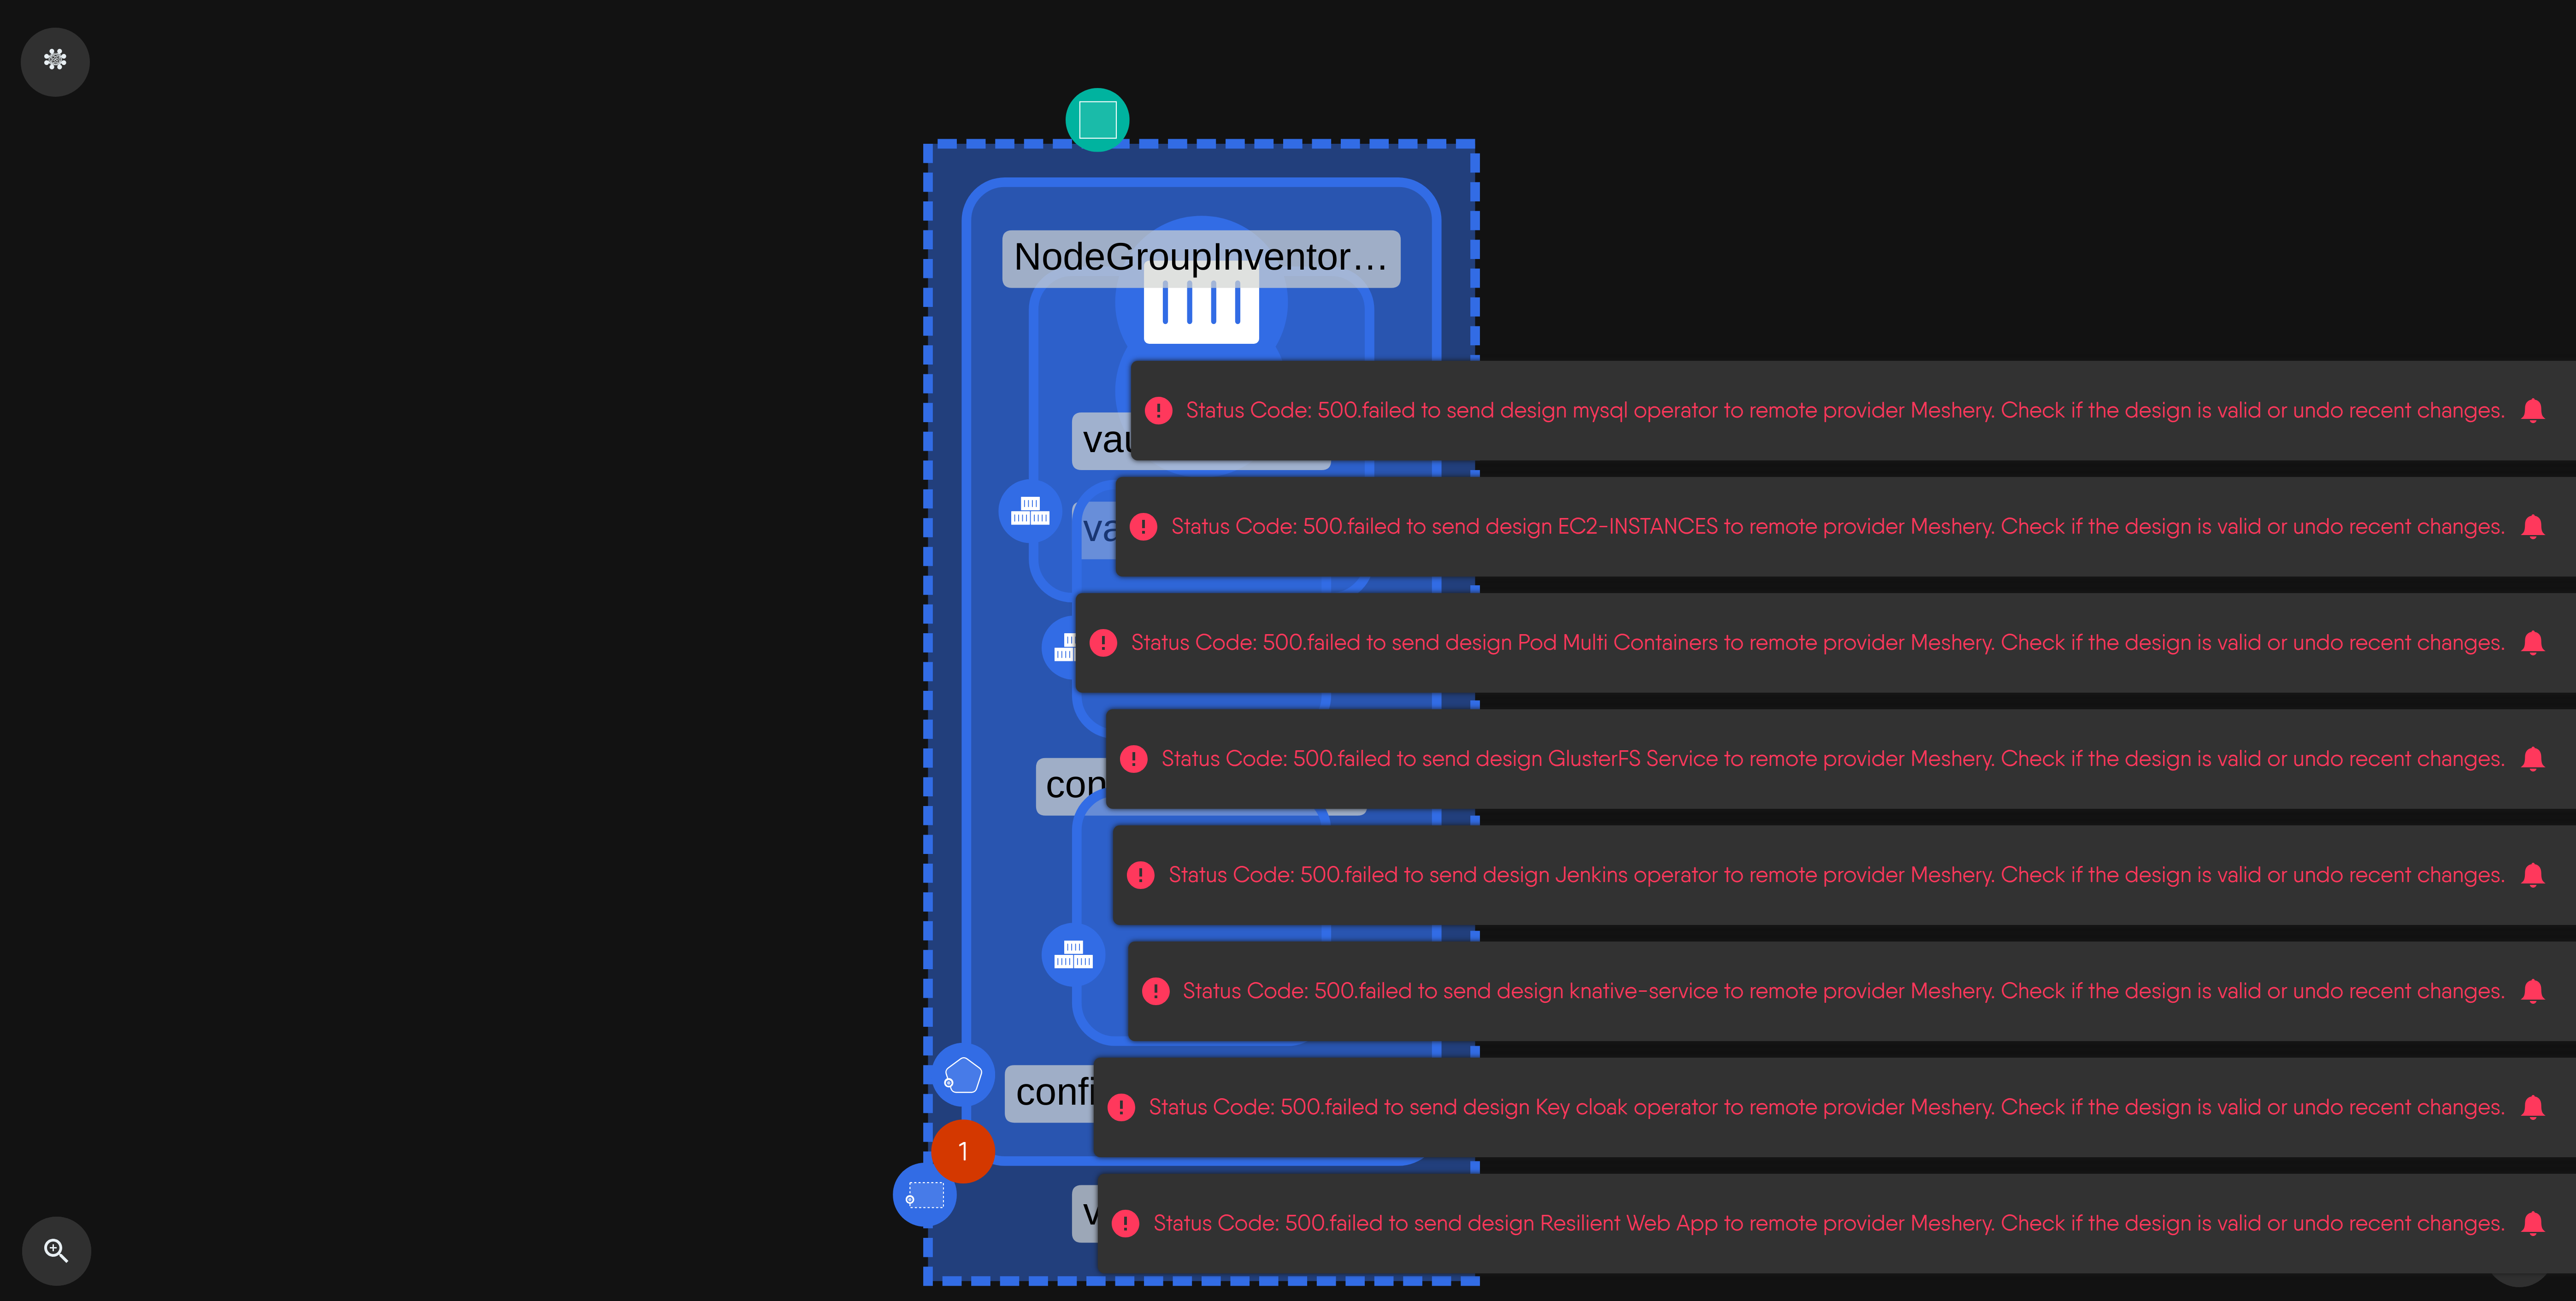 NodeGroupInventor…
Status Code: 500.failed to send design mysql operator to remote provider Meshery. Check if the design is valid or undo recent changes.
Status Code: 500.failed to send design EC2-INSTANCES to remote provider Meshery. Check if the design is valid or undo recent changes.
Status Code: 500.failed to send design Pod Multi Containers to remote provider Meshery. Check if the design is valid or undo recent changes.
Status Code: 500.failed to send design GlusterFS Service to remote provider Meshery. Check if the design is valid or undo recent changes.
Status Code: 500.failed to send design Jenkins operator to remote provider Meshery. Check if the design is valid or undo recent changes.
Status Code: 500.failed to send design knative-service to remote provider Meshery. Check if the design is valid or undo recent changes.
Status Code: 500.failed to send design Key cloak operator to remote provider Meshery. Check if the design is valid or undo recent changes.
1
Status Code: 500.failed to send design Resilient Web App to remote provider Meshery. Check if the design is valid or undo recent changes.